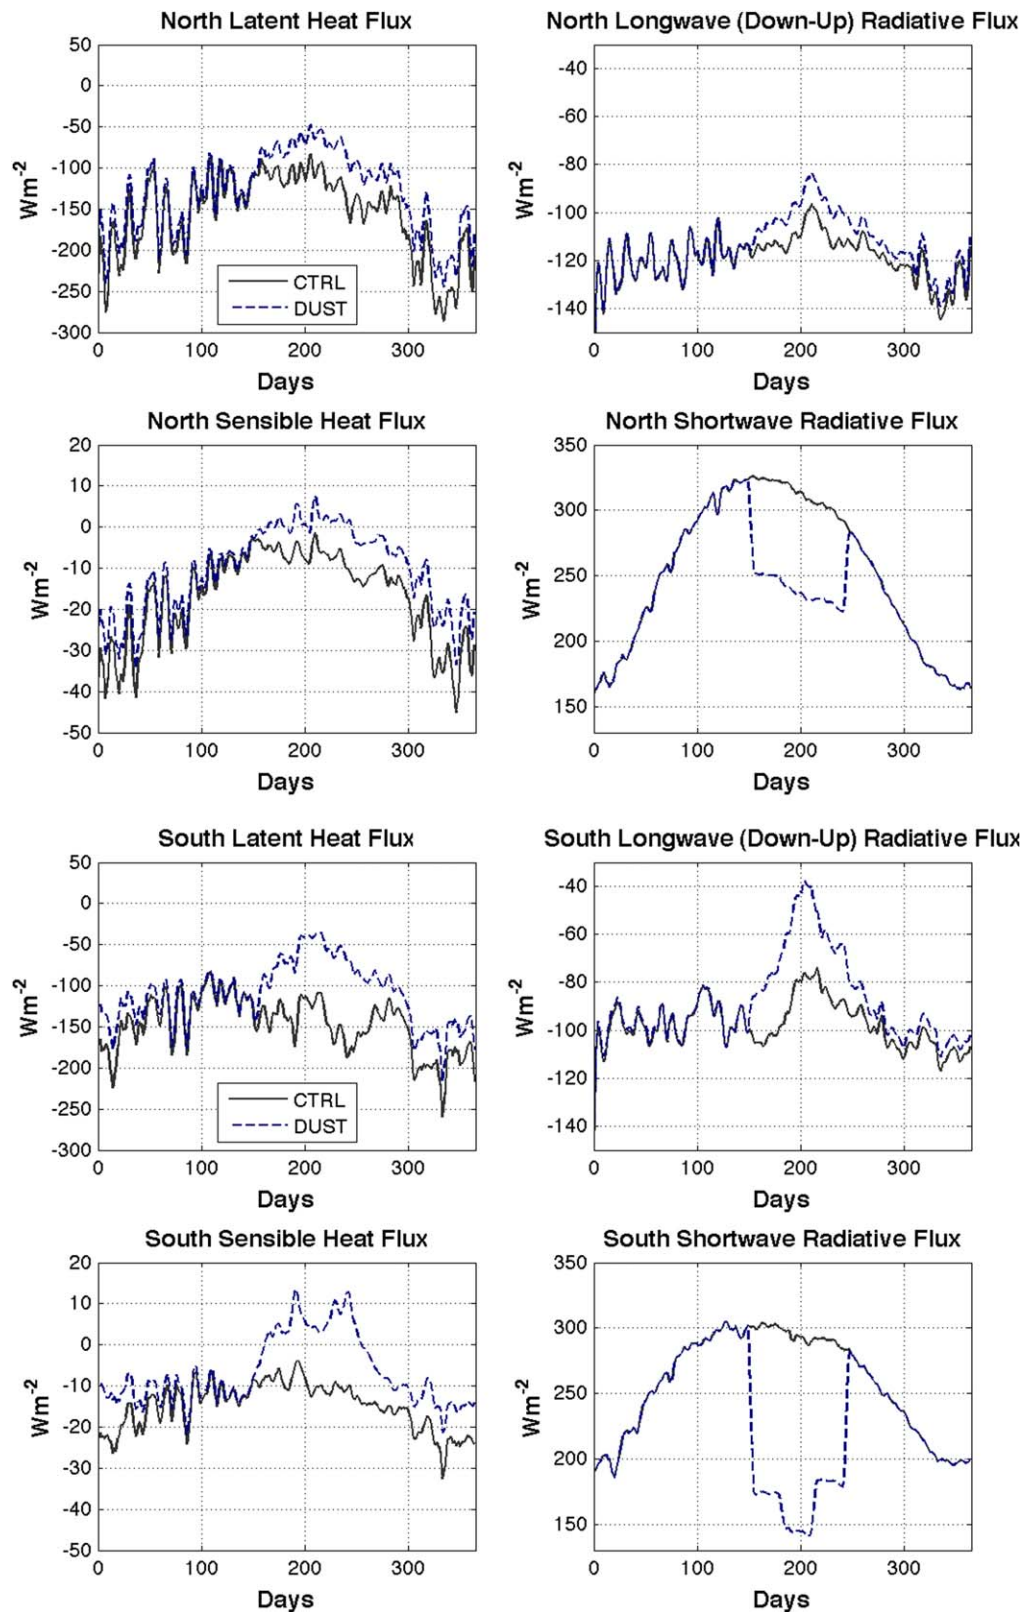 North Latent Heat Flux
50
0
-50
-100
-150
-200
-250
-300
Wm-2
CTRL
DUST
0 100 200 300
Days
North Longwave (Down-Up) Radiative Flux
-40
-60
-80
-100
-120
-140
Wm-2
0 100 200 300
Days
North Sensible Heat Flux
20
10
0
-10
-20
-30
-40
-50
Wm-2
0 100 200 300
Days
North Shortwave Radiative Flux
350
300
250
200
150
Wm-2
0 100 200 300
Days
South Latent Heat Flux
50
0
-50
-100
-150
-200
-250
-300
Wm-2
CTRL
DUST
0 100 200 300
Days
South Longwave (Down-Up) Radiative Flux
-40
-60
-80
-100
-120
-140
Wm-2
0 100 200 300
Days
South Sensible Heat Flux
20
10
0
-10
-20
-30
-40
-50
Wm-2
0 100 200 300
Days
South Shortwave Radiative Flux
350
300
250
200
150
Wm-2
0 100 200 300
Days